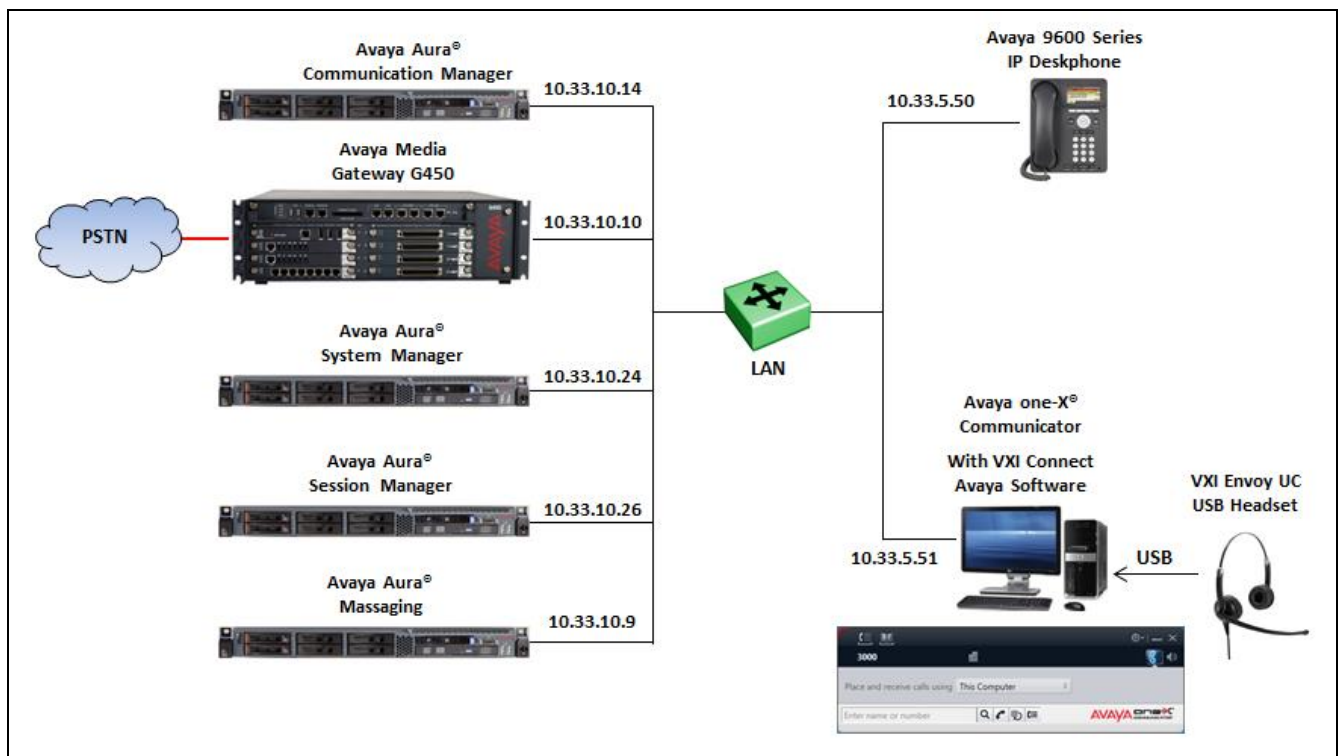 Avaya Aura®
Communication Manager
10.33.10.14
Avaya Media
Gateway G450
10.33.10.10
PSTN
AVAYA
Avaya Aura®
System Manager
10.33.10.24
Avaya Aura®
Session Manager
10.33.10.26
Avaya Aura®
Massaging
10.33.10.9
LAN
Avaya 9600 Series
IP Deskphone
10.33.5.50
Avaya one-X®
Communicator
With VXI Connect
Avaya Software
10.33.5.51
USB
VXI Envoy UC
USB Headset
3000
Place and receive calls using This Computer
Enter name or number
AVAYA one-X